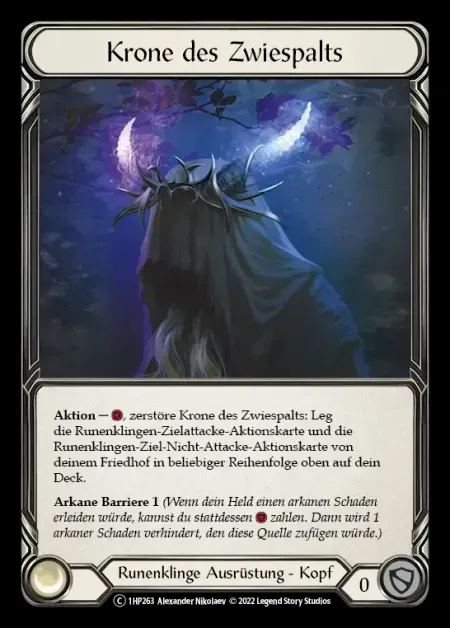 Krone des Zwiespalts
Aktion — , zerstöre Krone des Zwiespalts: Leg
die Runenklingen-Zielattacke-Aktionskarte und die
Runenklingen-Ziel-Nicht-Attacke-Aktionskarte von
deinem Friedhof in beliebiger Reihenfolge oben auf dein
Deck.
Arkane Barriere 1 (Wenn dein Held einen arkanen Schaden
erleiden würde, kannst du stattdessen zahlen. Dann wird 1
arkaner Schaden verhindert, den diese Quelle zufügen würde.)
Runenklinge Ausrüstung - Kopf
0
C 1HP263 Alexander Nikolaev © 2022 Legend Story Studios